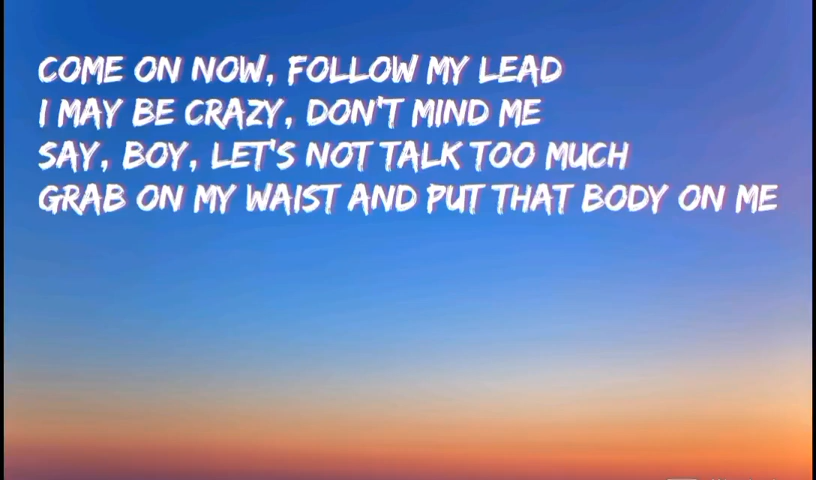 COME ON NOW, FOLLOW MY LEAD
I MAY BE CRAZY, DON'T MIND ME
SAY, BOY, LET'S NOT TALK TOO MUCH
GRAB ON MY WAIST AND PUT THAT BODY ON ME